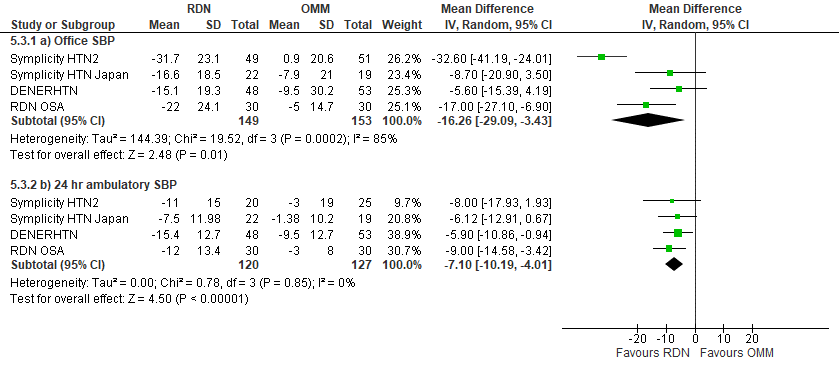 RDN OMM Mean Difference Mean Difference
Study or Subgroup Mean SD Total Mean SD Total Weight IV, Random, 95% CI IV, Random, 95% CI
5.3.1 a) Office SBP
Symplicity HTN2 -31.7 23.1 49 0.9 20.6 51 26.2% -32.60 [-41.19, -24.01]
Symplicity HTN Japan -16.6 18.5 22 -7.9 21 19 23.4% -8.70 [-20.90, 3.50]
DENERHTN -15.1 19.3 48 -9.5 30.2 53 25.4% -5.60 [-15.39, 4.19]
RDN OSA -22 24.1 30 -5 14.7 30 25.1% -17.00 [-27.10, -6.90]
Subtotal (95% CI) 149 153 100.0% -16.26 [-29.09, -3.43]
Heterogeneity: Tau² = 144.39; Chi² = 19.52, df = 3 (P = 0.0002); I² = 85%
Test for overall effect: Z = 2.48 (P = 0.01)
5.3.2 b) 24 hr ambulatory SBP
Symplicity HTN2 -11 15 20 -3 19 25 9.7% -8.00 [-17.93, 1.93]
Symplicity HTN Japan -7.5 11.98 22 -1.38 10.2 19 20.8% -6.12 [-12.91, 0.67]
DENERHTN -15.4 12.7 48 -9.5 12.7 53 38.9% -5.90 [-10.86, -0.94]
RDN OSA -12 13.4 30 -3 8 30 30.7% -9.00 [-14.58, -3.42]
Subtotal (95% CI) 120 127 100.0% -7.10 [-10.19, -4.01]
Heterogeneity: Tau² = 0.00; Chi² = 0.78, df = 3 (P = 0.85); I² = 0%
Test for overall effect: Z = 4.50 (P < 0.00001)
-20 -10 0 10 20
Favours RDN Favours OMM